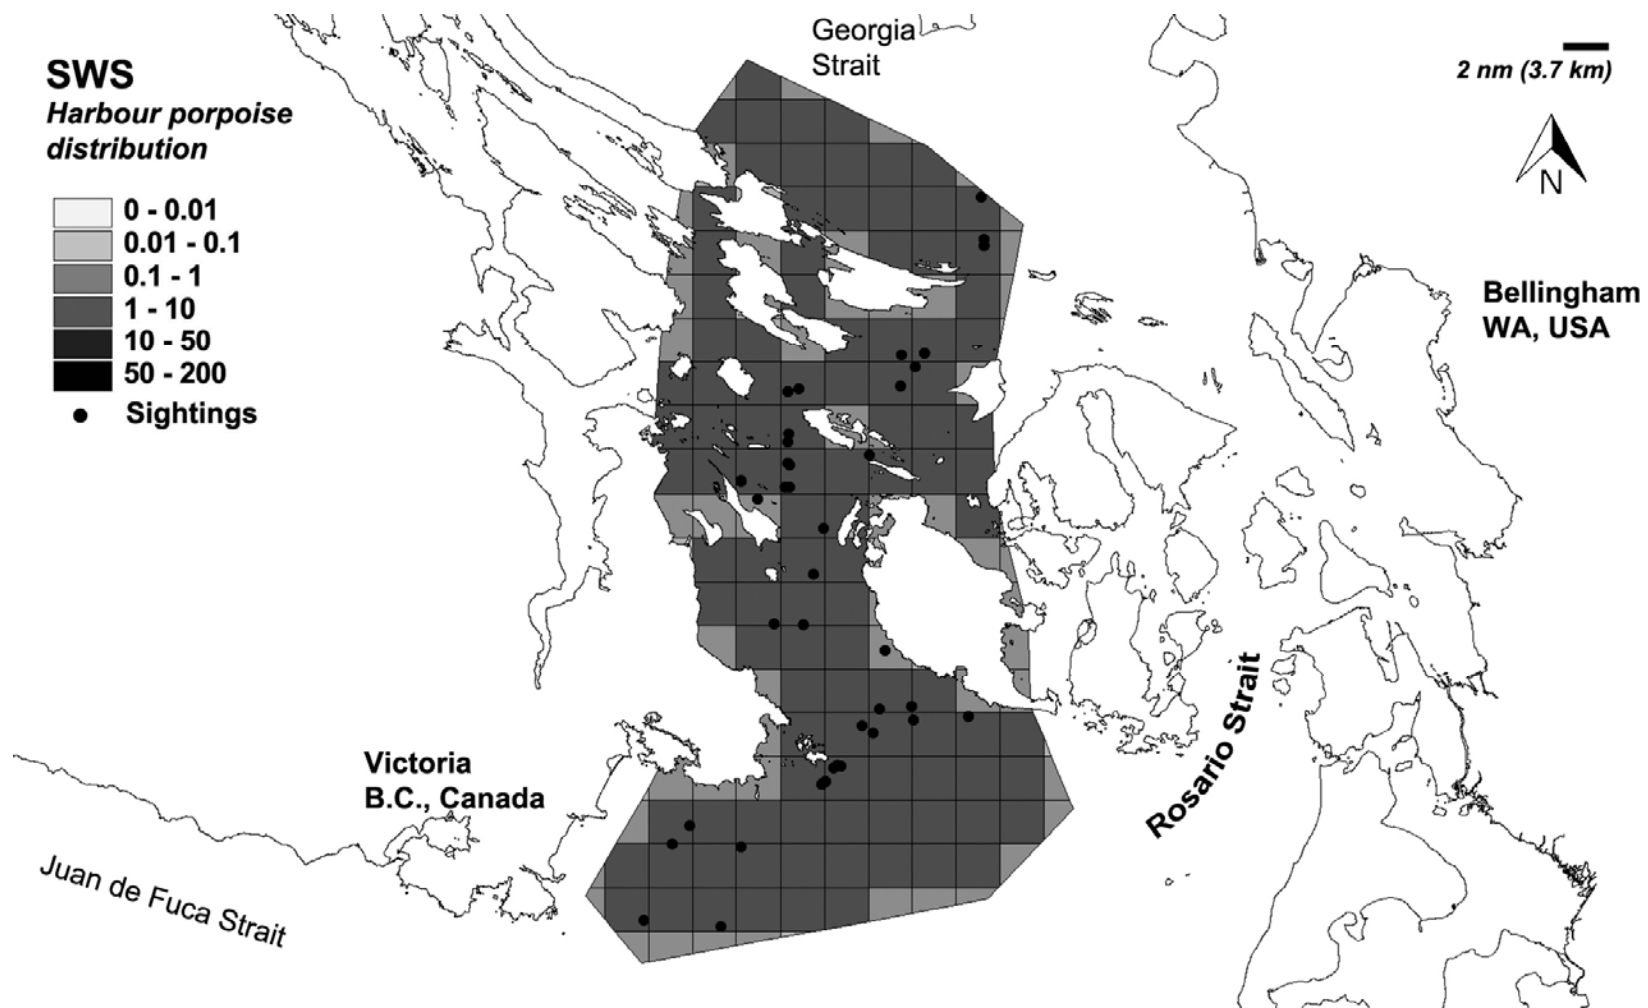 Georgia
Strait
SWS
Harbour porpoise
distribution
0 - 0.01
0.01 - 0.1
0.1 - 1
1 - 10
10 - 50
50 - 200
Sightings
2 nm (3.7 km)
N
Bellingham
WA, USA
Victoria
B.C., Canada
Rosario Strait
Juan de Fuca Strait